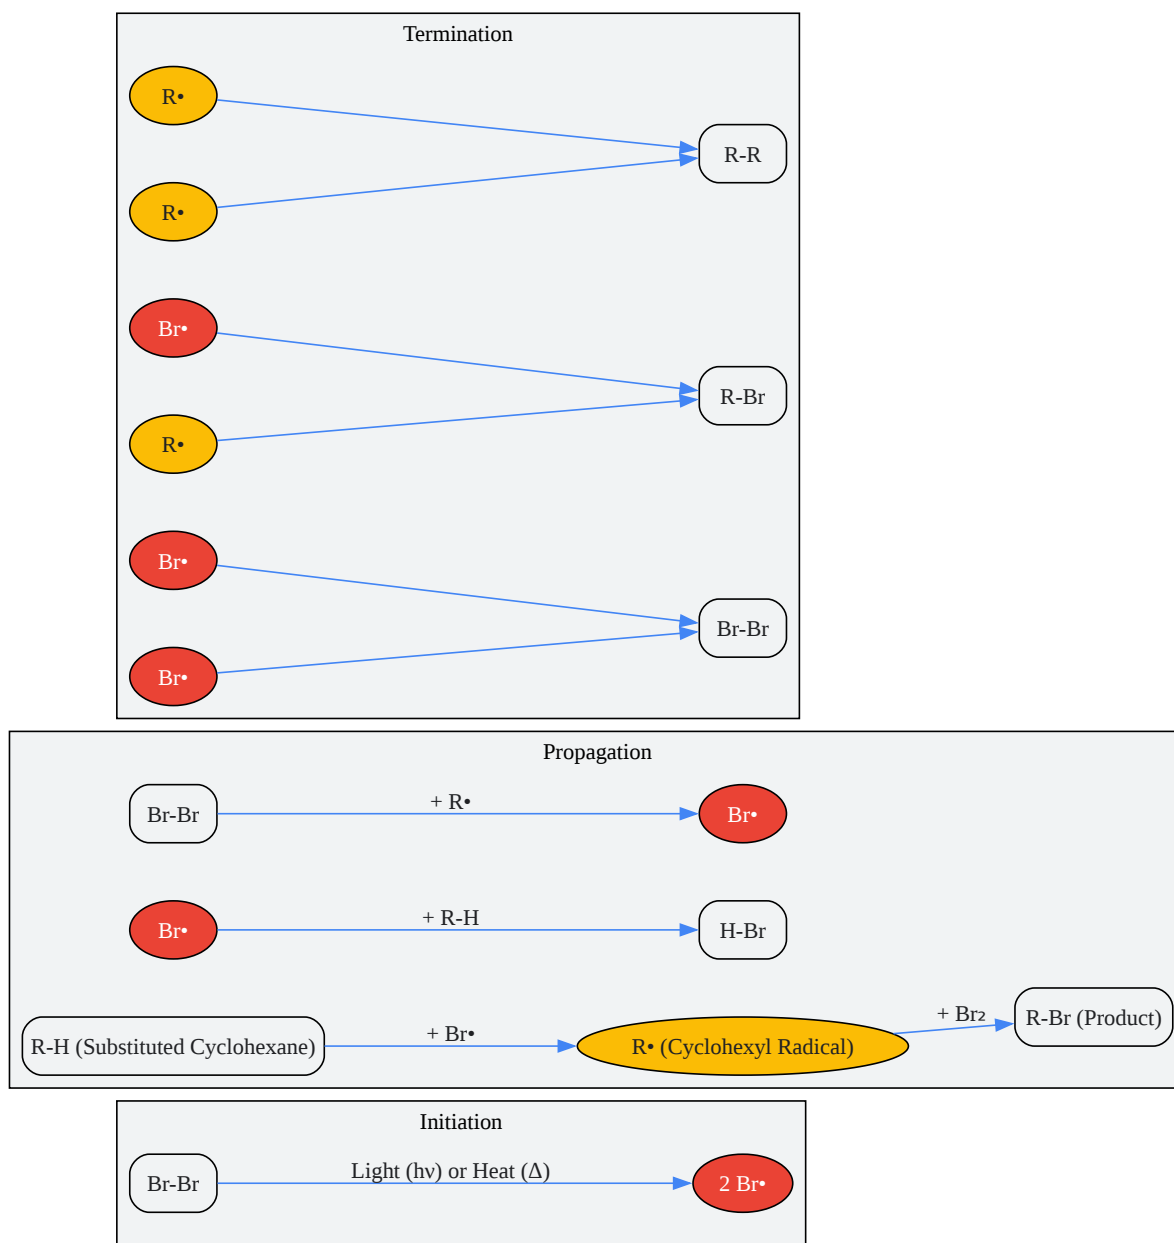 Termination
R•
R•
R-R
Br•
R•
R-Br
Br•
Br•
Br-Br
Propagation
Br-Br
+ R•
Br•
Br•
+ R-H
H-Br
R-H (Substituted Cyclohexane)
+ Br•
R• (Cyclohexyl Radical)
+ Br₂
R-Br (Product)
Initiation
Br-Br
Light (hν) or Heat (Δ)
2 Br•